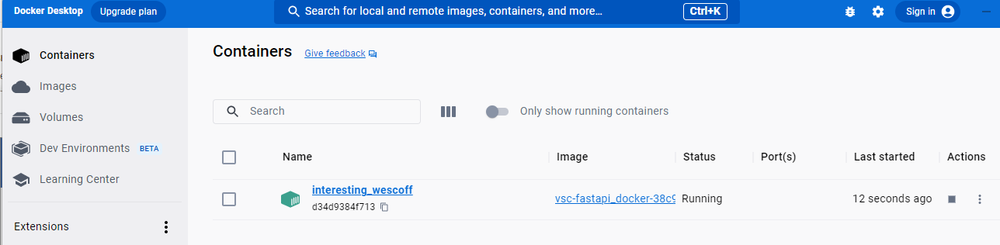 Docker Desktop Upgrade plan Search for local and remote images, containers, and more... Ctrl+K Sign in
Containers
Images
Volumes
Dev Environments BETA
Learning Center
Extensions
Containers Give feedback
Search Only show running containers
Name Image Status Port(s) Last started Actions
interesting_wescoff vsc-fastapi_docker-38c9 Running 12 seconds ago
d34d9384f713